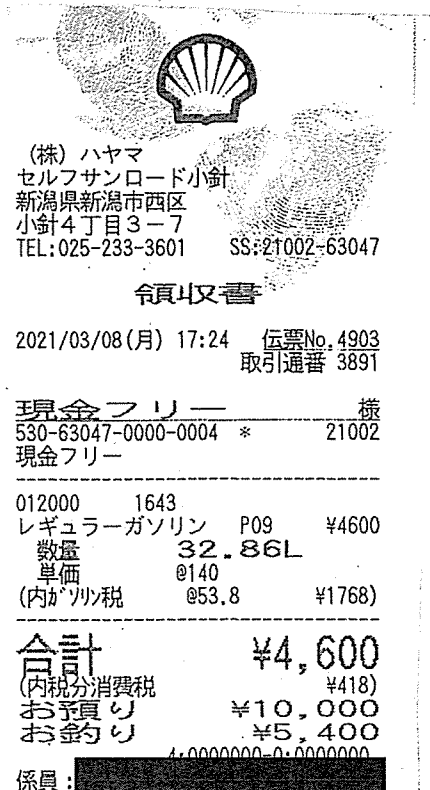 (株)ハヤマ
セルフサンロード小針
新潟県新潟市西区
小針4丁目3-7
TEL:025-233-3601 SS:21002-63047
領収書
2021/03/08(月) 17:24 伝票No.4903
取引通番 3891
現金フリー 様
530-63047-0000-0004 * 21002
現金フリー
012000 1643
レギュラーガソリン P09 ¥4600
数量 32.86L
単価 @140
(内ガソリン税 @53.8 ¥1768)
合計 ¥4,600
(内税分消費税 ¥418)
お預り ¥10,000
お釣り ¥5,400
4:0000000-0:0000000
係員: